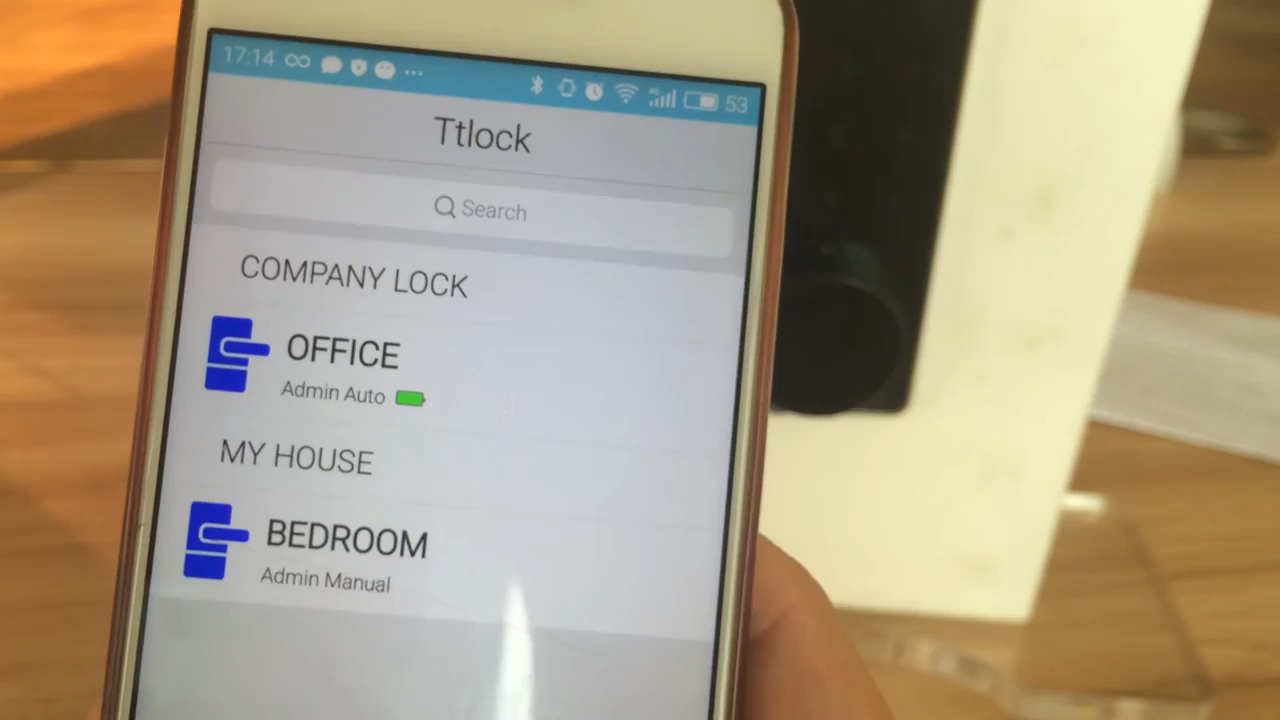 17:14 53
Ttlock
Search
COMPANY LOCK
OFFICE
Admin Auto
MY HOUSE
BEDROOM
Admin Manual